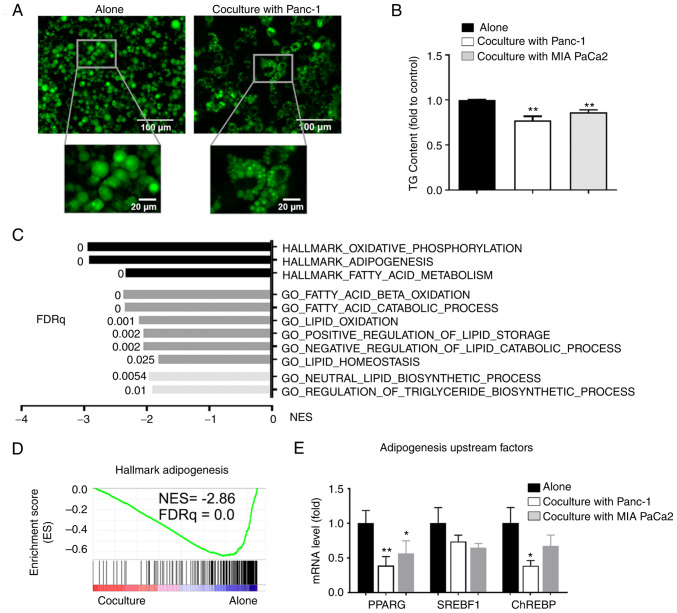 A
Alone
Coculture with Panc-1
100 µm
100 µm
20 µm
20 µm
B
Alone
Coculture with Panc-1
Coculture with MIA PaCa2
TG Content (fold to control)
2.0
1.5
1.0
0.5
0
**
**
C
FDRq
0 HALLMARK_OXIDATIVE_PHOSPHORYLATION
0 HALLMARK_ADIPOGENESIS
0 HALLMARK_FATTY_ACID_METABOLISM
0 GO_FATTY_ACID_BETA_OXIDATION
0 GO_FATTY_ACID_CATABOLIC_PROCESS
0.001 GO_LIPID_OXIDATION
0.002 GO_POSITIVE_REGULATION_OF_LIPID_STORAGE
0.002 GO_NEGATIVE_REGULATION_OF_LIPID_CATABOLIC_PROCESS
0.025 GO_LIPID_HOMEOSTASIS
0.0054 GO_NEUTRAL_LIPID_BIOSYNTHETIC_PROCESS
0.01 GO_REGULATION_OF_TRIGLYCERIDE_BIOSYNTHETIC_PROCESS
−4 −3 −2 −1 0 NES
D
Hallmark adipogenesis
Enrichment score (ES)
0.0
−0.2
−0.4
−0.6
NES= -2.86
FDRq = 0.0
Coculture Alone
E
Adipogenesis upstream factors
Alone
Coculture with Panc-1
Coculture with MIA PaCa2
mRNA level (fold)
1.5
1.0
0.5
0
**
*
*
PPARG SREBF1 ChREBP